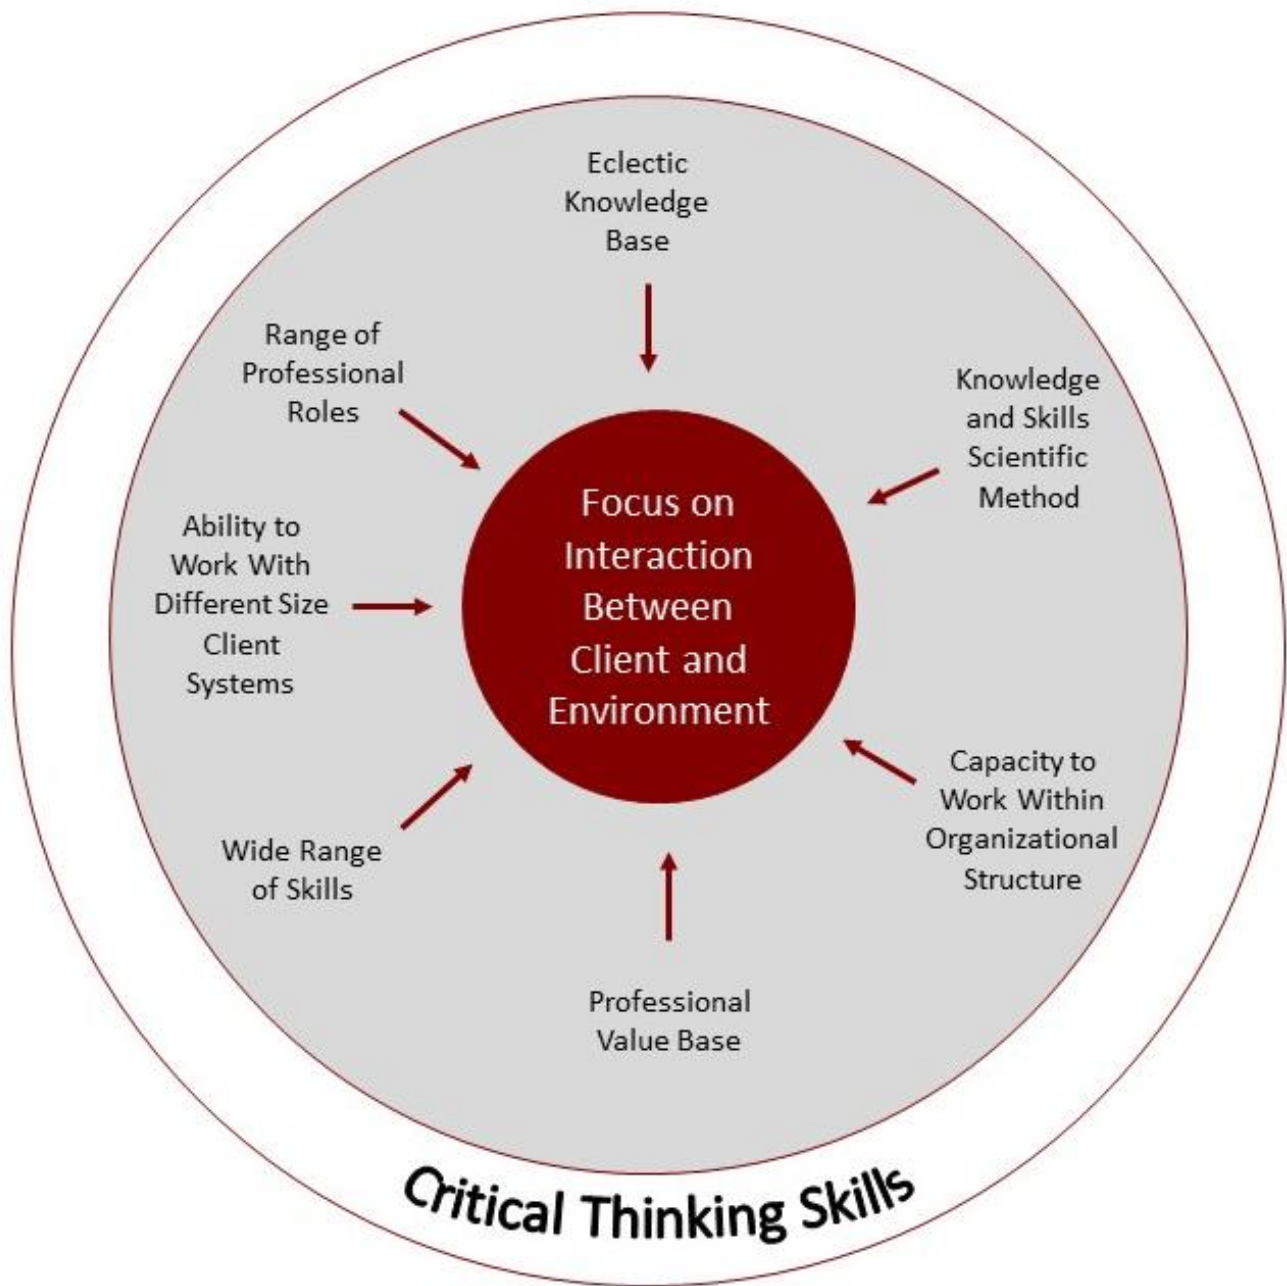 Eclectic
Knowledge
Base
Range of
Professional
Roles
Knowledge
and Skills
Scientific
Method
Ability to
Work With
Different Size
Client
Systems
Focus on
Interaction
Between
Client and
Environment
Capacity to
Work Within
Organizational
Structure
Wide Range
of Skills
Professional
Value Base
Critical Thinking Skills